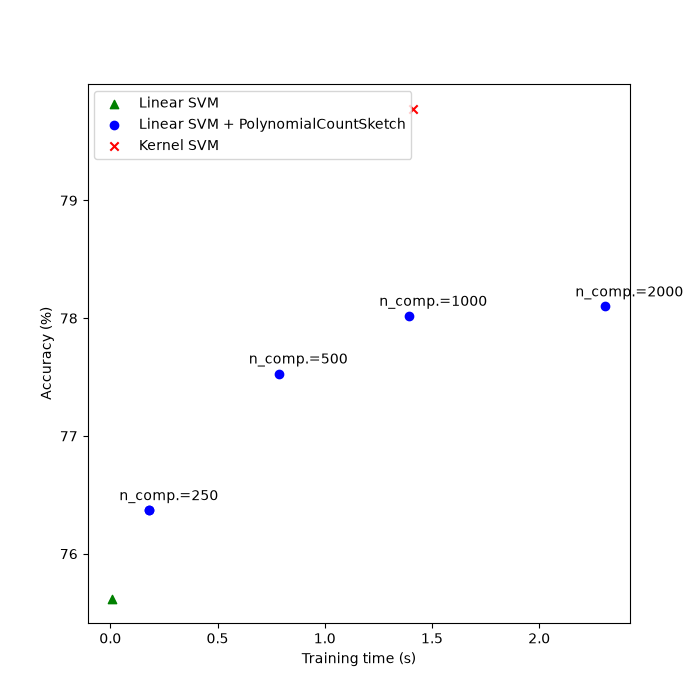 Linear SVM
Linear SVM + PolynomialCountSketch
Kernel SVM
79
n_comp.=2000
n_comp.=1000
78
n_comp.=500
Accuracy (%)
77
n_comp.=250
76
0.0 0.5 1.0 1.5 2.0
Training time (s)